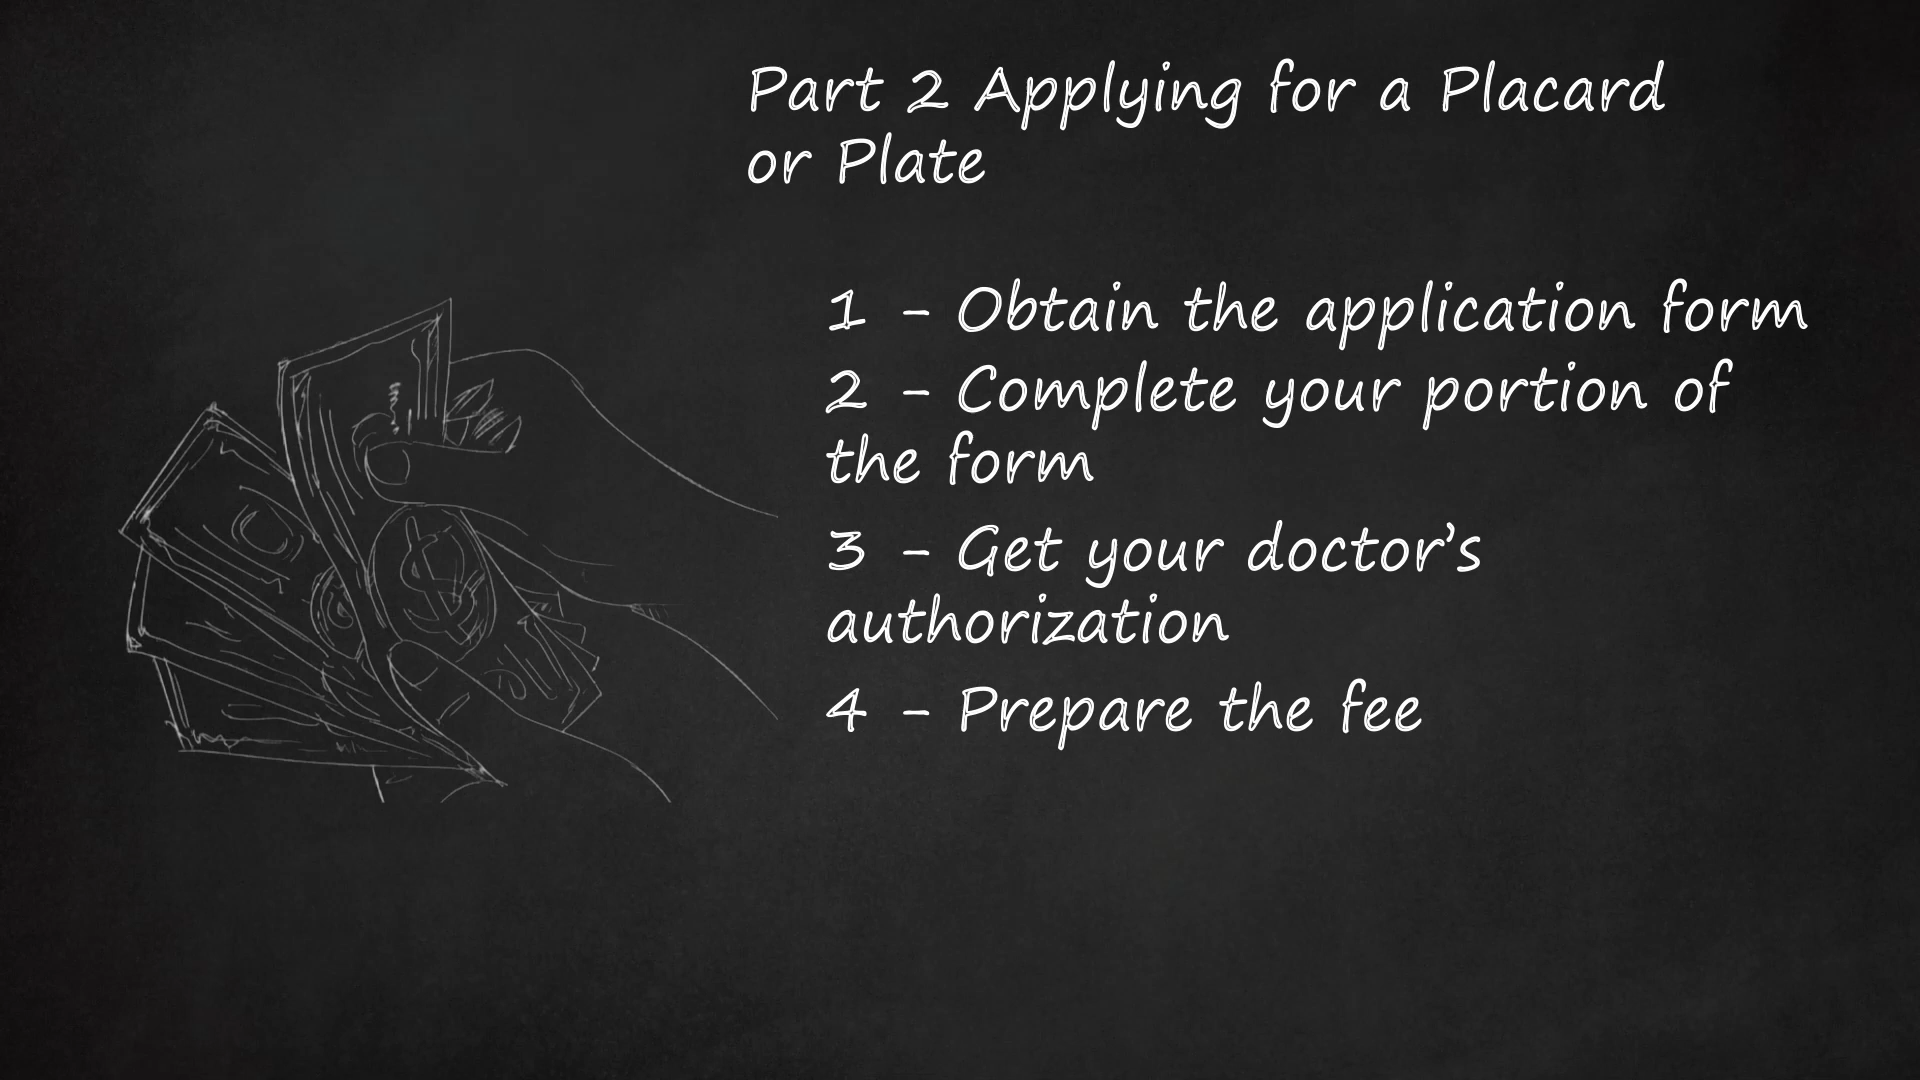 Part 2 Applying for a Placard
or Plate
1 - Obtain the application form
2 - Complete your portion of
the form
3 - Get your doctor’s
authorization
4 - Prepare the fee